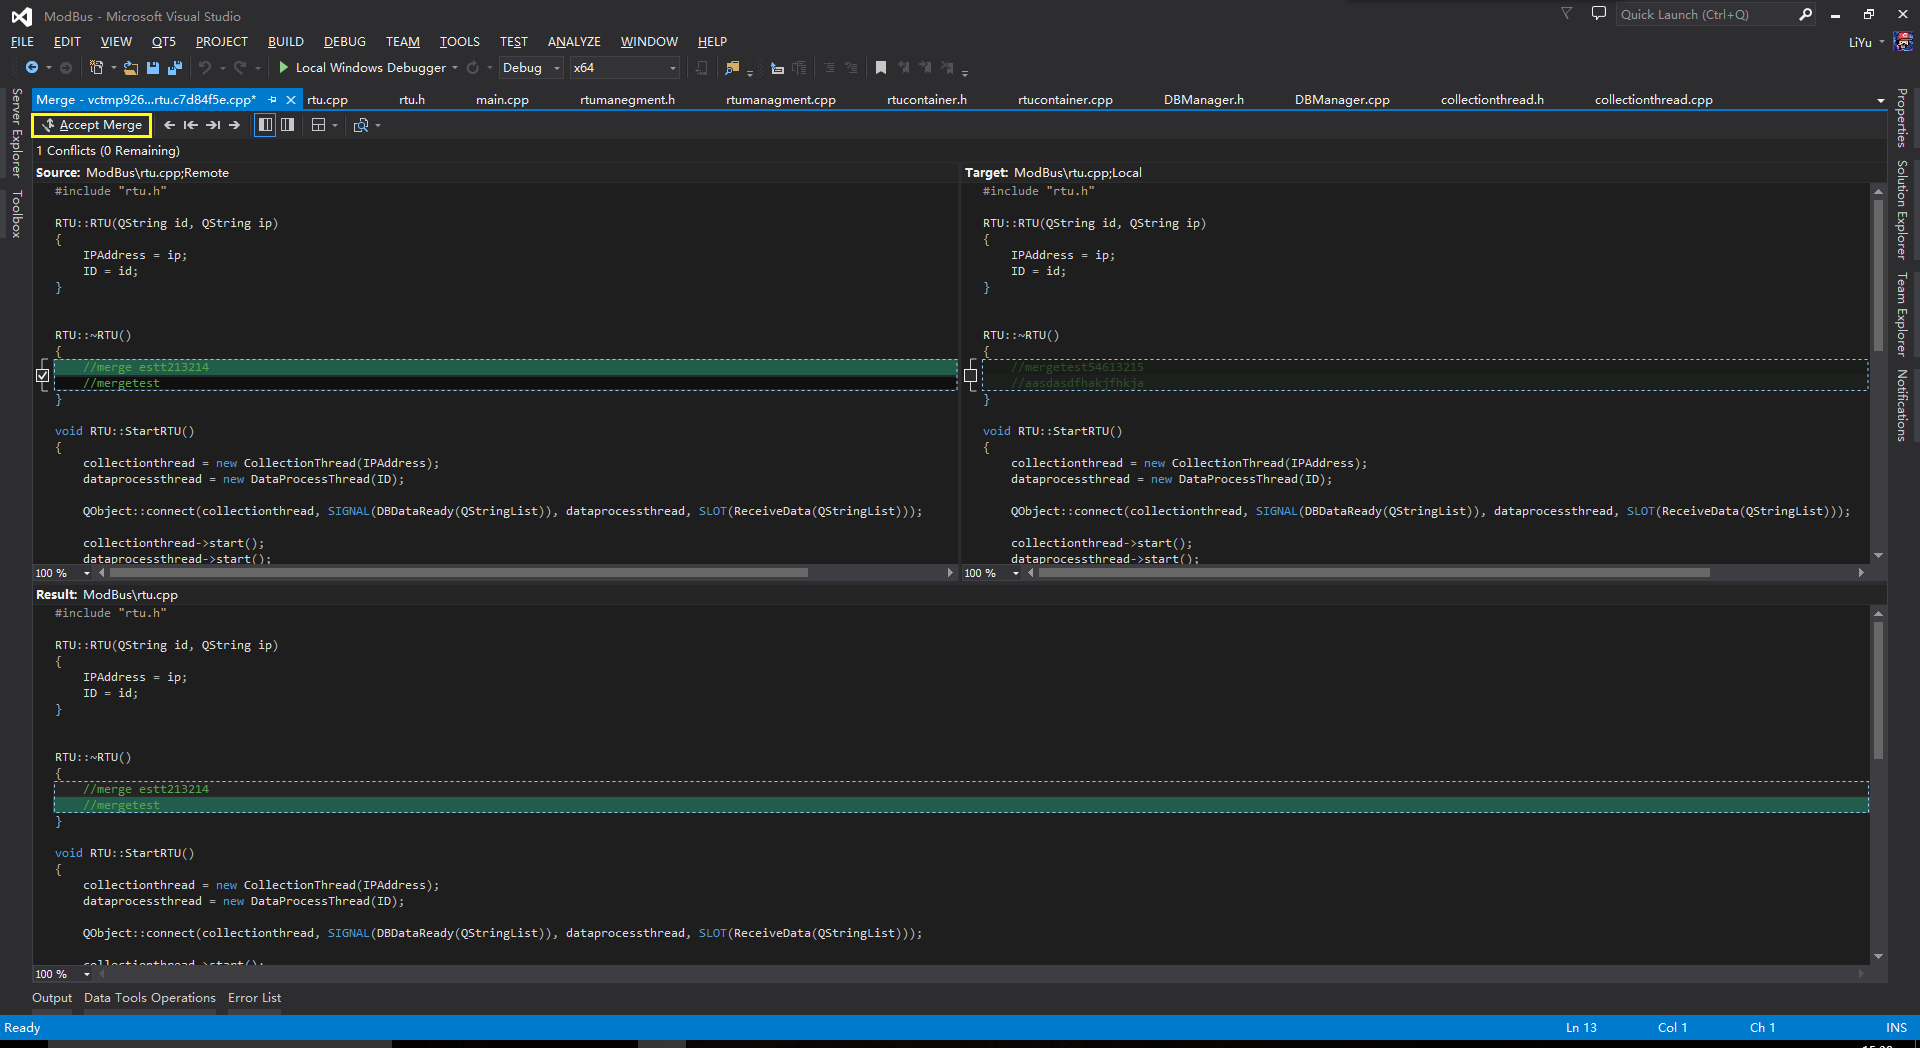 ModBus - Microsoft Visual Studio
Quick Launch (Ctrl+Q)
FILE EDIT VIEW QT5 PROJECT BUILD DEBUG TEAM TOOLS TEST ANALYZE WINDOW HELP
LiYu
Local Windows Debugger Debug x64
Merge - vctmp926...rtu.c7d84f5e.cpp* rtu.cpp rtu.h main.cpp rtumanegment.h rtumanagment.cpp rtucontainer.h rtucontainer.cpp DBManager.h DBManager.cpp collectionthread.h collectionthread.cpp
Server Explorer
Toolbox
Properties
Solution Explorer
Team Explorer
Notifications
Accept Merge
1 Conflicts (0 Remaining)
Source: ModBus\rtu.cpp;Remote
#include "rtu.h"
RTU::RTU(QString id, QString ip)
{
IPAddress = ip;
ID = id;
}
RTU::~RTU()
{
//merge estt213214
//mergetest
}
void RTU::StartRTU()
{
collectionthread = new CollectionThread(IPAddress);
dataprocessthread = new DataProcessThread(ID);
QObject::connect(collectionthread, SIGNAL(DBDataReady(QStringList)), dataprocessthread, SLOT(ReceiveData(QStringList)));
collectionthread->start();
dataprocessthread->start();
100 %
Target: ModBus\rtu.cpp;Local
#include "rtu.h"
RTU::RTU(QString id, QString ip)
{
IPAddress = ip;
ID = id;
}
RTU::~RTU()
{
//mergetest54613215
//aasdasdfhakjfhkja
}
void RTU::StartRTU()
{
collectionthread = new CollectionThread(IPAddress);
dataprocessthread = new DataProcessThread(ID);
QObject::connect(collectionthread, SIGNAL(DBDataReady(QStringList)), dataprocessthread, SLOT(ReceiveData(QStringList)));
collectionthread->start();
dataprocessthread->start();
100 %
Result: ModBus\rtu.cpp
#include "rtu.h"
RTU::RTU(QString id, QString ip)
{
IPAddress = ip;
ID = id;
}
RTU::~RTU()
{
//merge estt213214
//mergetest
}
void RTU::StartRTU()
{
collectionthread = new CollectionThread(IPAddress);
dataprocessthread = new DataProcessThread(ID);
QObject::connect(collectionthread, SIGNAL(DBDataReady(QStringList)), dataprocessthread, SLOT(ReceiveData(QStringList)));
collectionthread->start();
100 %
Output Data Tools Operations Error List
Ready Ln 13 Col 1 Ch 1 INS